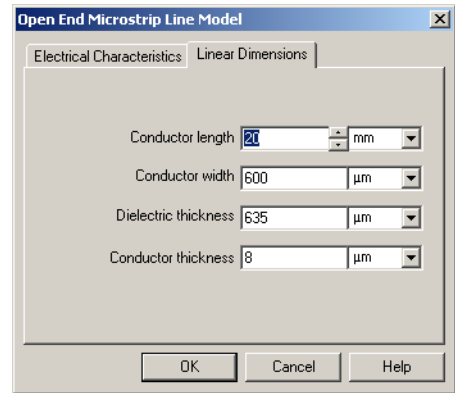 Open End Microstrip Line Model
Electrical Characteristics Linear Dimensions
Conductor length 20 mm
Conductor width 600 µm
Dielectric thickness 635 µm
Conductor thickness 8 µm
OK Cancel Help